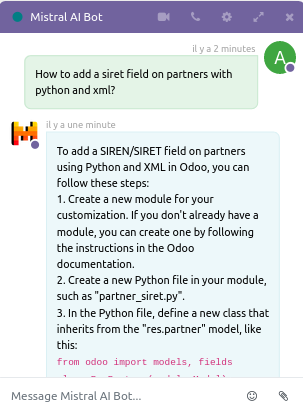 Mistral AI Bot
il y a 2 minutes
A
How to add a siret field on partners with
python and xml?
il y a une minute
To add a SIREN/SIRET field on partners
using Python and XML in Odoo, you can
follow these steps:
1. Create a new module for your
customization. If you don't already have a
module, you can create one by following
the instructions in the Odoo
documentation.
2. Create a new Python file in your module,
such as "partner_siret.py".
3. In the Python file, define a new class that
inherits from the "res.partner" model, like
this:
from odoo import models, fields
Message Mistral AI Bot...